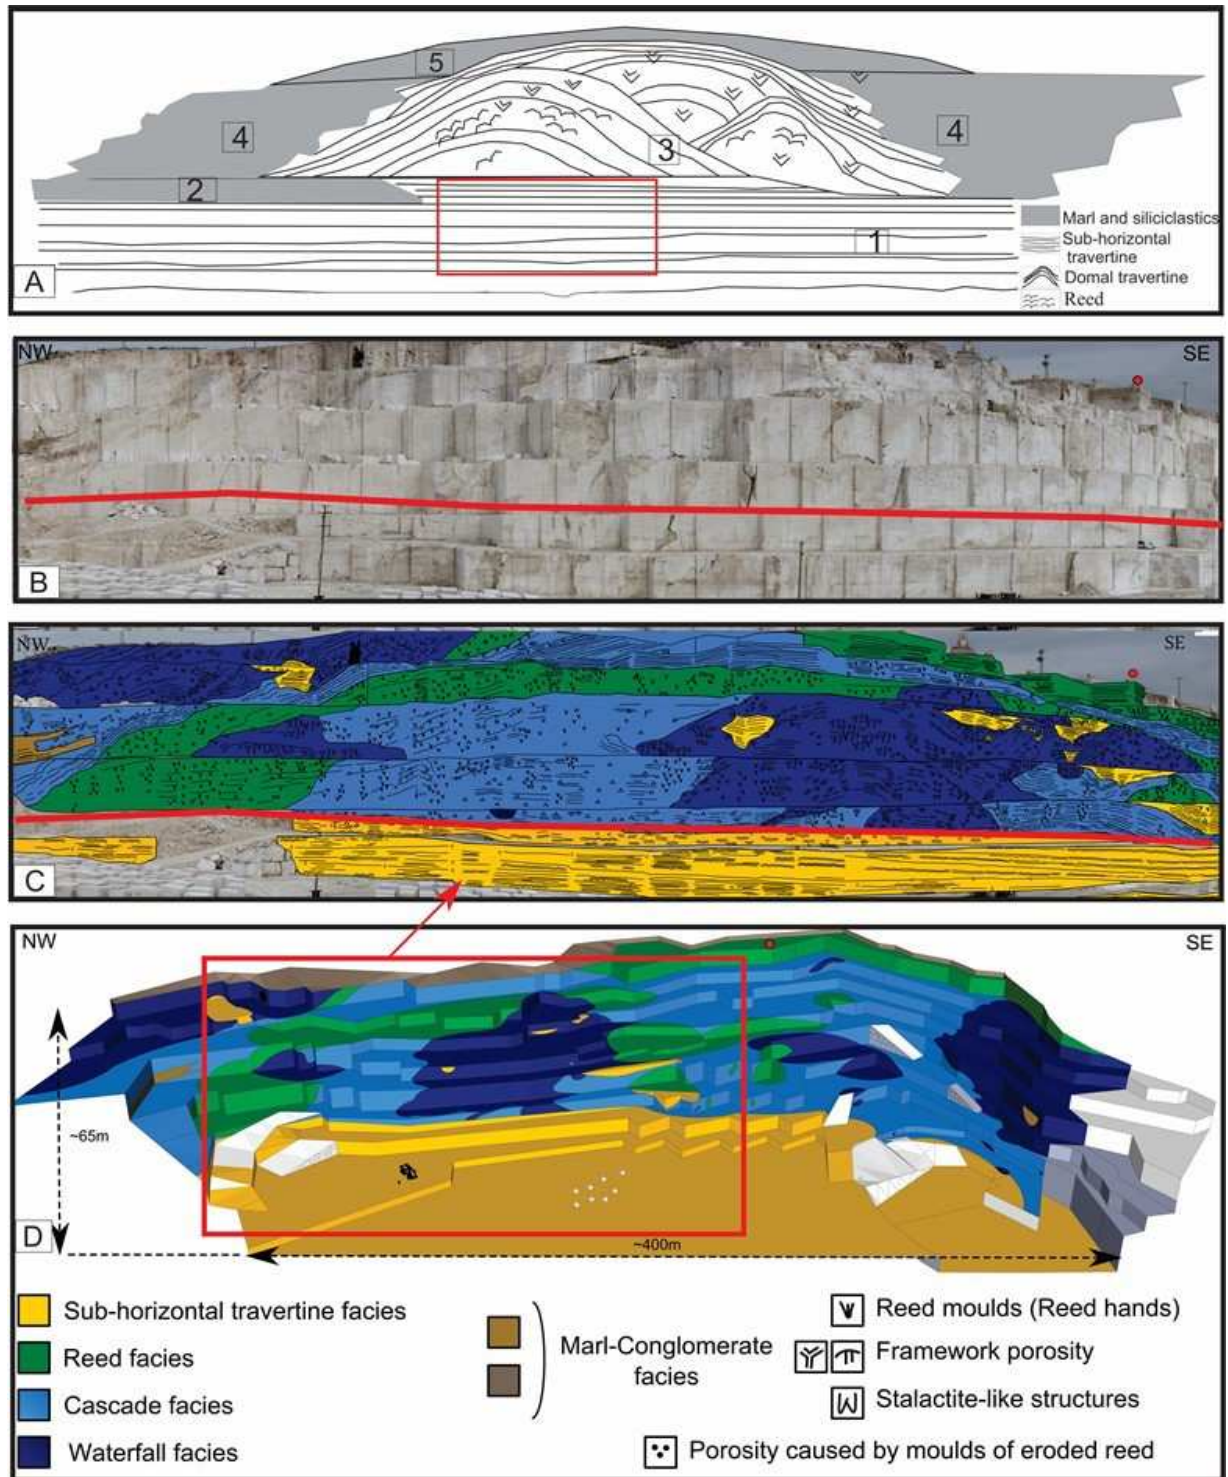 5
4
3
4
2
1
Marl and siliciclastics
Sub-horizontal
travertine
Domal travertine
Reed
A
NW
SE
B
NW
SE
C
NW
SE
~65m
D
~400m
Sub-horizontal travertine facies
Reed facies
Cascade facies
Waterfall facies
Marl-Conglomerate
facies
Reed moulds (Reed hands)
Framework porosity
Stalactite-like structures
Porosity caused by moulds of eroded reed